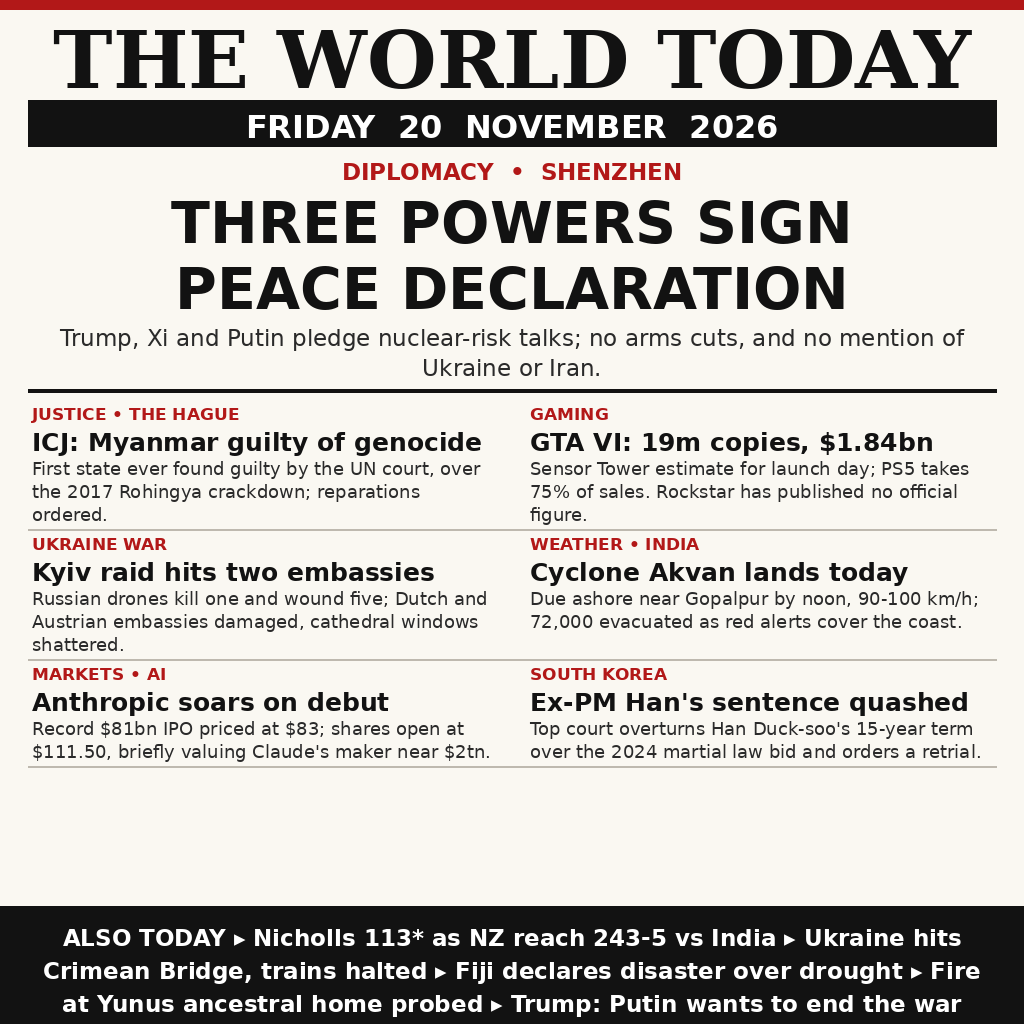 THE WORLD TODAY
FRIDAY 20 NOVEMBER 2026
DIPLOMACY • SHENZHEN
THREE POWERS SIGN
PEACE DECLARATION
Trump, Xi and Putin pledge nuclear-risk talks; no arms cuts, and no mention of
Ukraine or Iran.
JUSTICE • THE HAGUE
ICJ: Myanmar guilty of genocide
First state ever found guilty by the UN court, over
the 2017 Rohingya crackdown; reparations
ordered.
GAMING
GTA VI: 19m copies, $1.84bn
Sensor Tower estimate for launch day; PS5 takes
75% of sales. Rockstar has published no official
figure.
UKRAINE WAR
Kyiv raid hits two embassies
Russian drones kill one and wound five; Dutch and
Austrian embassies damaged, cathedral windows
shattered.
WEATHER • INDIA
Cyclone Akvan lands today
Due ashore near Gopalpur by noon, 90-100 km/h;
72,000 evacuated as red alerts cover the coast.
MARKETS • AI
Anthropic soars on debut
Record $81bn IPO priced at $83; shares open at
$111.50, briefly valuing Claude's maker near $2tn.
SOUTH KOREA
Ex-PM Han's sentence quashed
Top court overturns Han Duck-soo's 15-year term
over the 2024 martial law bid and orders a retrial.
ALSO TODAY ▸ Nicholls 113* as NZ reach 243-5 vs India ▸ Ukraine hits
Crimean Bridge, trains halted ▸ Fiji declares disaster over drought ▸ Fire
at Yunus ancestral home probed ▸ Trump: Putin wants to end the war